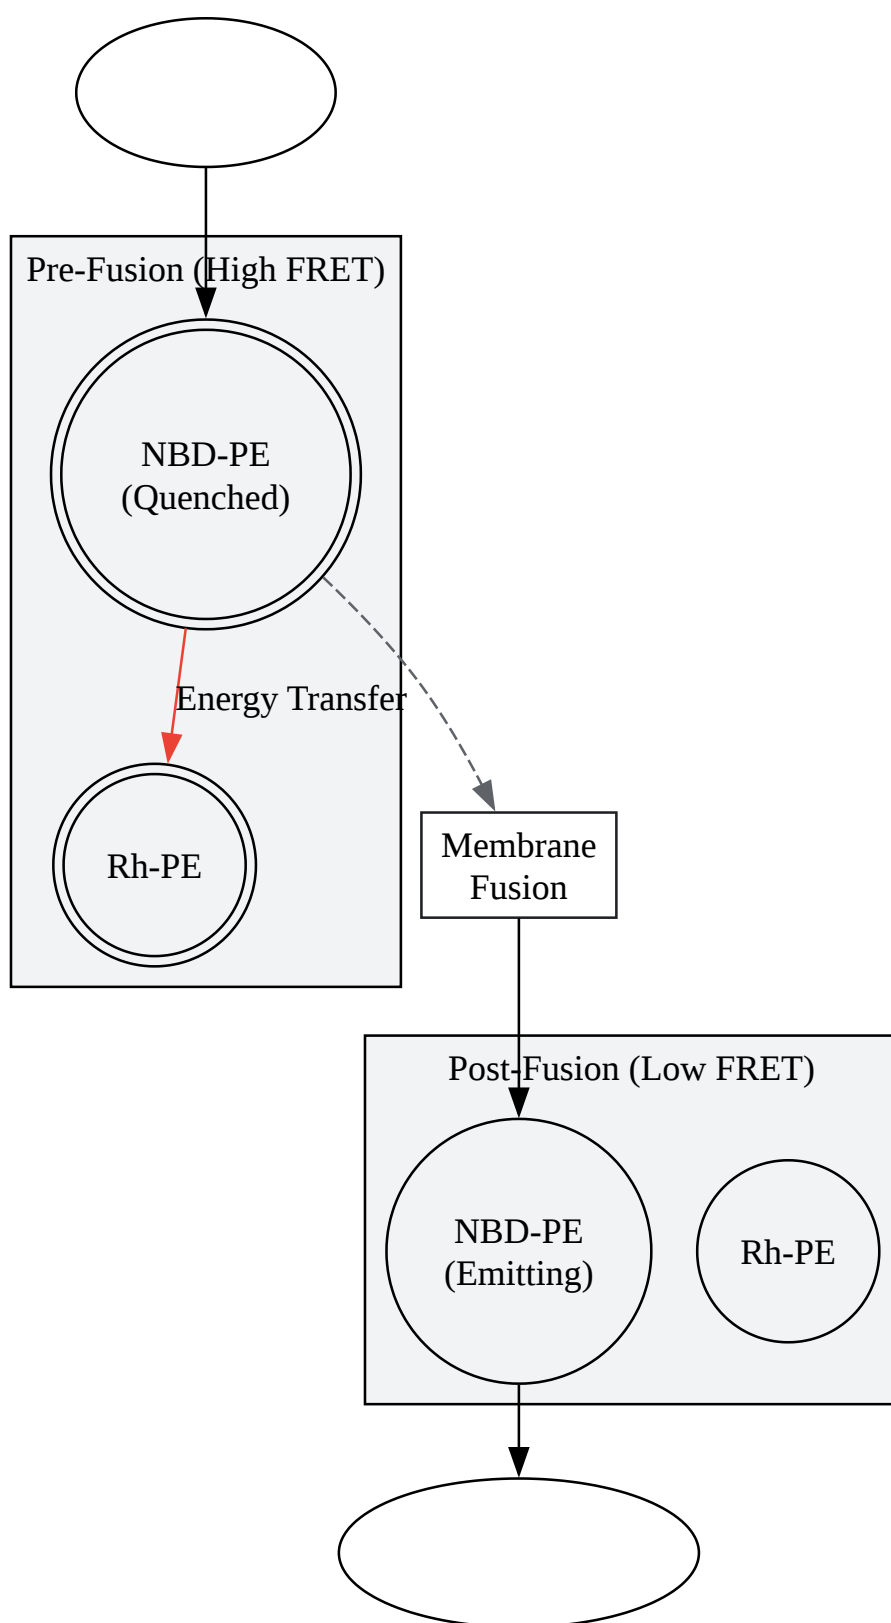 Pre-Fusion (High FRET)
NBD-PE
(Quenched)
Energy Transfer
Rh-PE
Membrane
Fusion
Post-Fusion (Low FRET)
NBD-PE
(Emitting)
Rh-PE